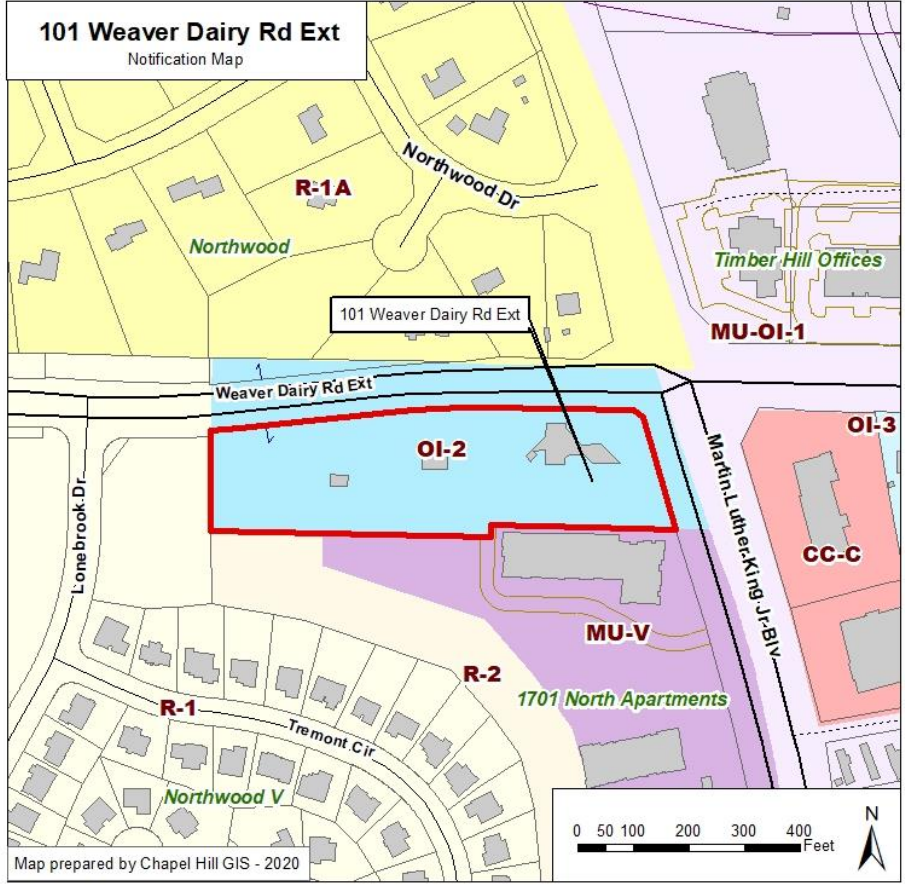 101 Weaver Dairy Rd Ext
Notification Map
Northwood Dr
R-1A
Northwood
Timber Hill Offices
101 Weaver Dairy Rd Ext
MU-OI-1
Weaver Dairy Rd Ext
OI-3
OI-2
Martin Luther King Jr Blv
Lonebrook Dr
CC-C
MU-V
R-2
1701 North Apartments
R-1
Tremont Cir
Northwood V
N
0 50 100 200 300 400
Feet
Map prepared by Chapel Hill GIS - 2020